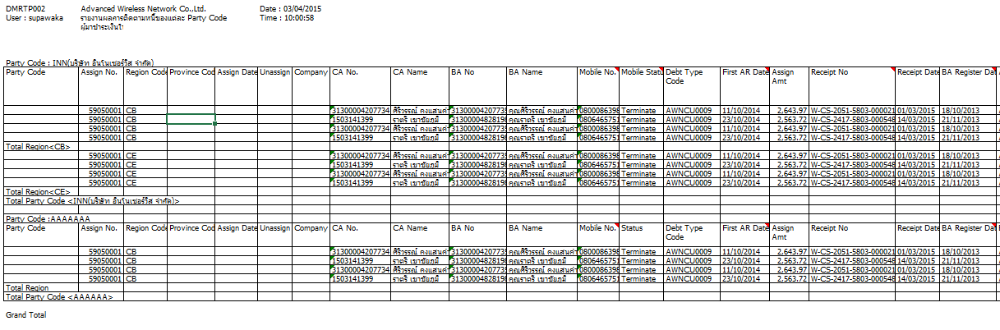 DMRTP002 Advanced Wireless Network Co.,Ltd. Date : 03/04/2015
User : supawaka รายงานผลการติดตามหนี้ของแต่ละ Party Code Time : 10:00:58
ผู้มาชำระเงินใ
Party Code : INN(บริษัท อินโนเซอร์วิส จำกัด)
Party Code Assign No. Region Code Province Cod Assign Date Unassign Company CA No. CA Name BA No BA Name Mobile No. Mobile Statu Debt Type Code First AR Date Assign Amt Receipt No Receipt Date BA Register Dat
59050001 CB 31300004207734 ศิริวรรณ์ คงแสนคำ 3130000420773 คุณศิริวรรณ์ คงแสนค 080008639 Terminate AWNCU0009 11/10/2014 2,643.97 W-CS-2051-5803-000021 01/03/2015 18/10/2013
59050001 CB 1503141399 ราตรี เขาชัยภูมิ 3130000482819 คุณราตรี เขาชัยภูมิ 080646575 Terminate AWNCU0009 23/10/2014 2,563.72 W-CS-2417-5803-000548 14/03/2015 21/11/2013
59050001 CB 31300004207734 ศิริวรรณ์ คงแสนคำ 3130000420773 คุณศิริวรรณ์ คงแสนค 080008639 Terminate AWNCU0009 11/10/2014 2,643.97 W-CS-2051-5803-000021 01/03/2015 18/10/2013
59050001 CB 1503141399 ราตรี เขาชัยภูมิ 3130000482819 คุณราตรี เขาชัยภูมิ 080646575 Terminate AWNCU0009 23/10/2014 2,563.72 W-CS-2417-5803-000548 14/03/2015 21/11/2013
Total Region<CB>
59050001 CE 31300004207734 ศิริวรรณ์ คงแสนคำ 3130000420773 คุณศิริวรรณ์ คงแสนค 080008639 Terminate AWNCU0009 11/10/2014 2,643.97 W-CS-2051-5803-000021 01/03/2015 18/10/2013
59050001 CE 1503141399 ราตรี เขาชัยภูมิ 3130000482819 คุณราตรี เขาชัยภูมิ 080646575 Terminate AWNCU0009 23/10/2014 2,563.72 W-CS-2417-5803-000548 14/03/2015 21/11/2013
59050001 CE 31300004207734 ศิริวรรณ์ คงแสนคำ 3130000420773 คุณศิริวรรณ์ คงแสนค 080008639 Terminate AWNCU0009 11/10/2014 2,643.97 W-CS-2051-5803-000021 01/03/2015 18/10/2013
59050001 CE 1503141399 ราตรี เขาชัยภูมิ 3130000482819 คุณราตรี เขาชัยภูมิ 080646575 Terminate AWNCU0009 23/10/2014 2,563.72 W-CS-2417-5803-000548 14/03/2015 21/11/2013
Total Region<CE>
Total Party Code <INN(บริษัท อินโนเซอร์วิส จำกัด)>
Party Code :AAAAAAA
Party Code Assign No. Region Code Province Cod Assign Date Unassign Company CA No. CA Name BA No BA Name Mobile No. Status Debt Type Code First AR Date Assign Amt Receipt No Receipt Date BA Register Dat
59050001 CB 31300004207734 ศิริวรรณ์ คงแสนคำ 3130000420773 คุณศิริวรรณ์ คงแสนค 080008639 Terminate AWNCU0009 11/10/2014 2,643.97 W-CS-2051-5803-000021 01/03/2015 18/10/2013
59050001 CB 1503141399 ราตรี เขาชัยภูมิ 3130000482819 คุณราตรี เขาชัยภูมิ 080646575 Terminate AWNCU0009 23/10/2014 2,563.72 W-CS-2417-5803-000548 14/03/2015 21/11/2013
59050001 CB 31300004207734 ศิริวรรณ์ คงแสนคำ 3130000420773 คุณศิริวรรณ์ คงแสนค 080008639 Terminate AWNCU0009 11/10/2014 2,643.97 W-CS-2051-5803-000021 01/03/2015 18/10/2013
59050001 CB 1503141399 ราตรี เขาชัยภูมิ 3130000482819 คุณราตรี เขาชัยภูมิ 080646575 Terminate AWNCU0009 23/10/2014 2,563.72 W-CS-2417-5803-000548 14/03/2015 21/11/2013
Total Region
Total Party Code <AAAAAA>
Grand Total